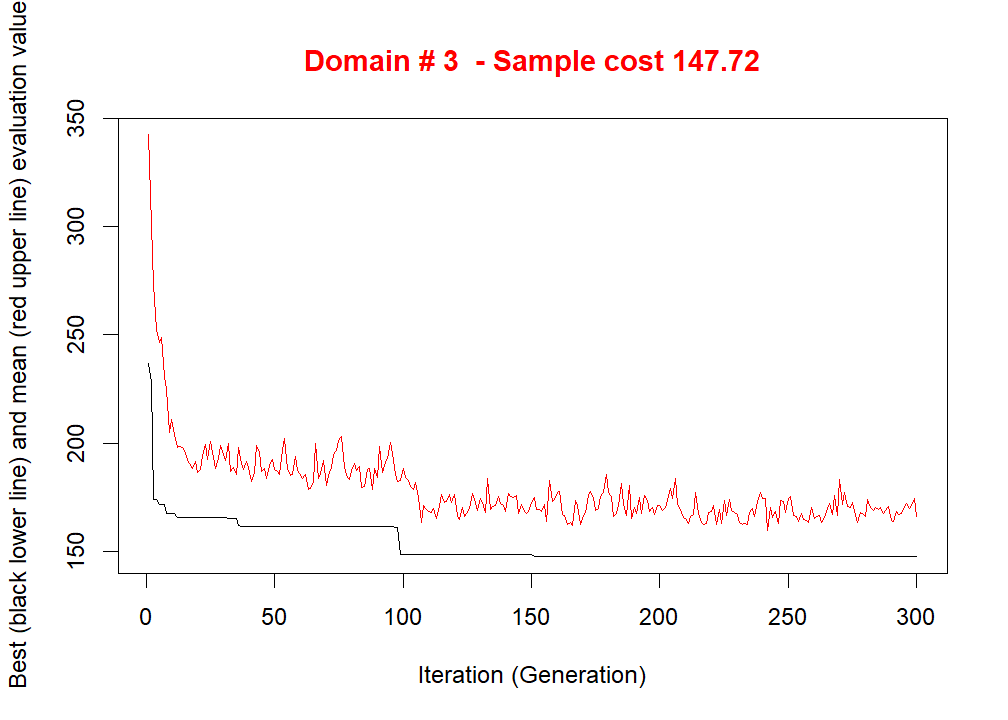 Domain # 3  - Sample cost 147.72
Best (black lower line) and mean (red upper line) evaluation value
350
300
250
200
150
0 50 100 150 200 250 300
Iteration (Generation)